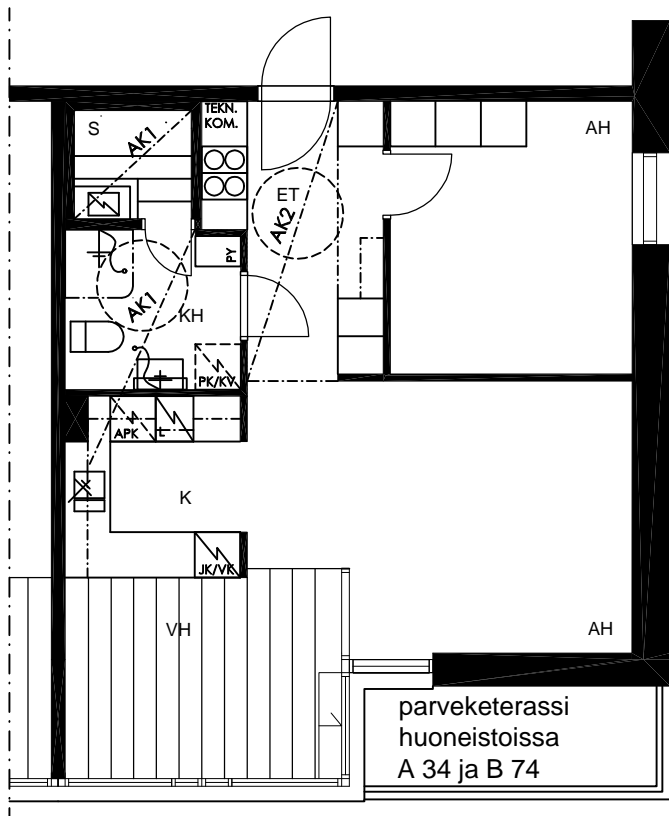 S
AK1
TEKN.
KOM.
AH
ET
AK2
PY
AK1
KH
PK/KV
APK
L
K
JK/VK
VH
AH
parveketerassi
huoneistoissa
A 34 ja B 74